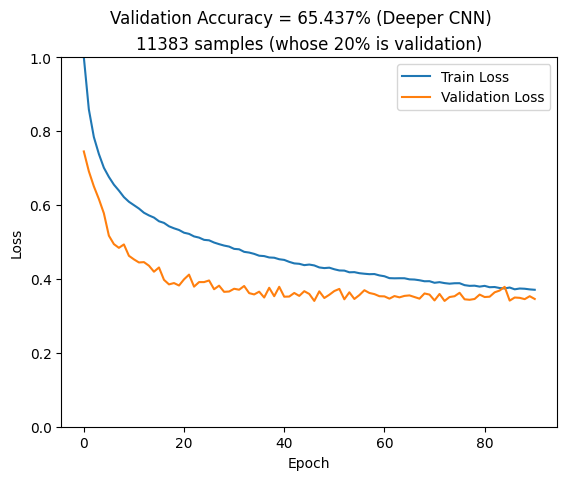 Validation Accuracy = 65.437% (Deeper CNN)
11383 samples (whose 20% is validation)
Train Loss
Validation Loss
1.0
0.8
0.6
0.4
0.2
0.0
Loss
0
20
40
60
80
Epoch